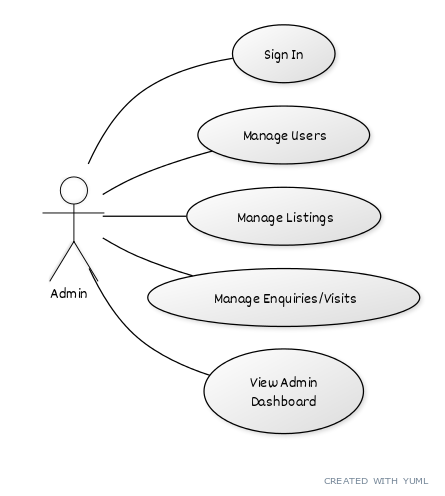 Sign In
Manage Users
Manage Listings
Manage Enquiries/Visits
Admin
View Admin
Dashboard
CREATED WITH YUML